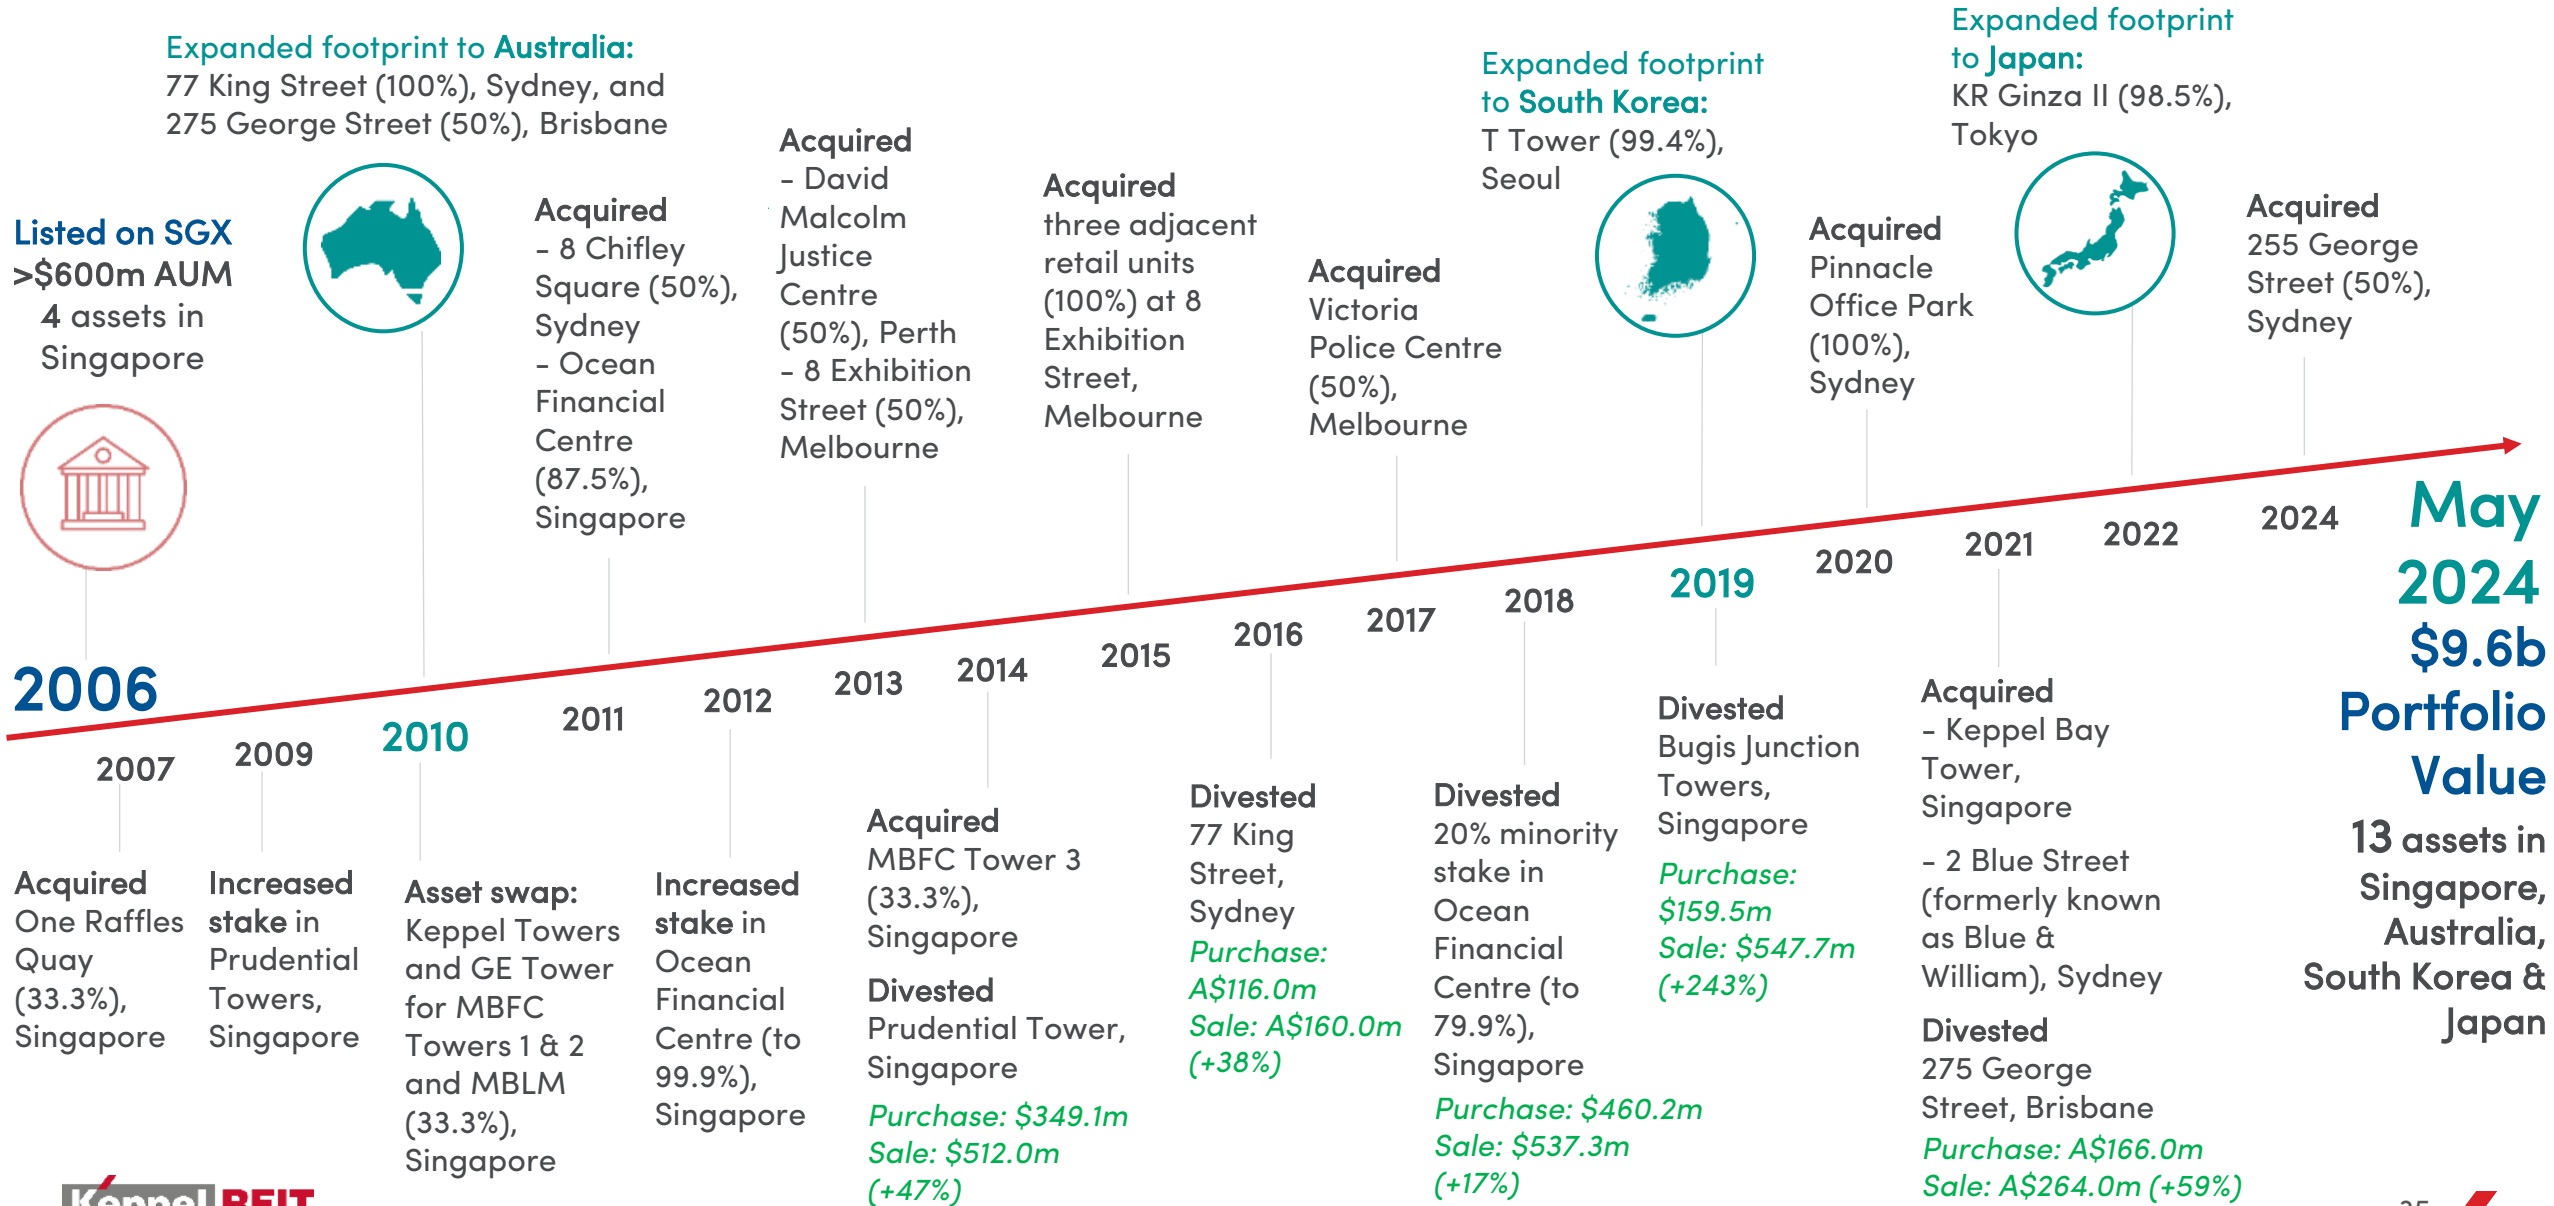 Expanded footprint to Australia:
77 King Street (100%), Sydney, and
275 George Street (50%), Brisbane
Expanded footprint
to South Korea:
T Tower (99.4%),
Seoul
Expanded footprint
to Japan:
KR Ginza II (98.5%),
Tokyo
Listed on SGX
>$600m AUM
4 assets in
Singapore
Acquired
- 8 Chifley
Square (50%),
Sydney
- Ocean
Financial
Centre
(87.5%),
Singapore
Acquired
- David
Malcolm
Justice
Centre
(50%), Perth
- 8 Exhibition
Street (50%),
Melbourne
Acquired
three adjacent
retail units
(100%) at 8
Exhibition
Street,
Melbourne
Acquired
Victoria
Police Centre
(50%),
Melbourne
Acquired
Pinnacle
Office Park
(100%),
Sydney
Acquired
255 George
Street (50%),
Sydney
2006
2007
2009
2010
2011
2012
2013
2014
2015
2016
2017
2018
2019
2020
2021
2022
2024
May
2024
$9.6b
Portfolio
Value
13 assets in
Singapore,
Australia,
South Korea &
Japan
Acquired
One Raffles
Quay
(33.3%),
Singapore
Increased
stake in
Prudential
Towers,
Singapore
Asset swap:
Keppel Towers
and GE Tower
for MBFC
Towers 1 & 2
and MBLM
(33.3%),
Singapore
Increased
stake in
Ocean
Financial
Centre (to
99.9%),
Singapore
Acquired
MBFC Tower 3
(33.3%),
Singapore
Divested
Prudential Tower,
Singapore
Purchase: $349.1m
Sale: $512.0m
(+47%)
Divested
77 King
Street,
Sydney
Purchase:
A$116.0m
Sale: A$160.0m
(+38%)
Divested
20% minority
stake in
Ocean
Financial
Centre (to
79.9%),
Singapore
Purchase: $460.2m
Sale: $537.3m
(+17%)
Divested
Bugis Junction
Towers,
Singapore
Purchase:
$159.5m
Sale: $547.7m
(+243%)
Acquired
- Keppel Bay
Tower,
Singapore
- 2 Blue Street
(formerly known
as Blue &
William), Sydney
Divested
275 George
Street, Brisbane
Purchase: A$166.0m
Sale: A$264.0m (+59%)
Keppel REIT